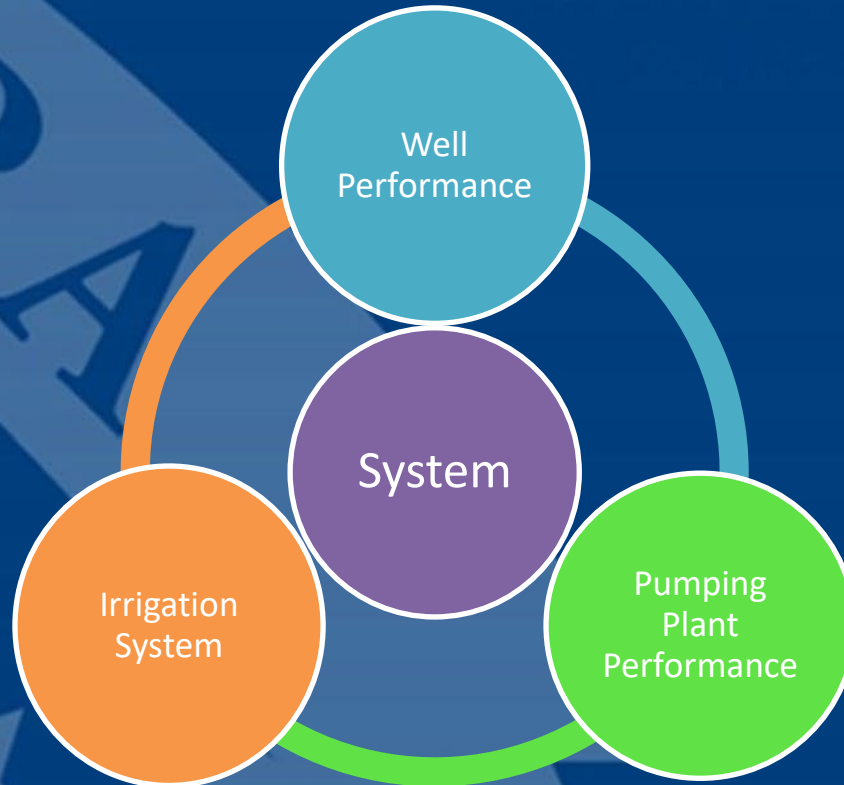 Well
Performance
System
Irrigation
System
Pumping
Plant
Performance